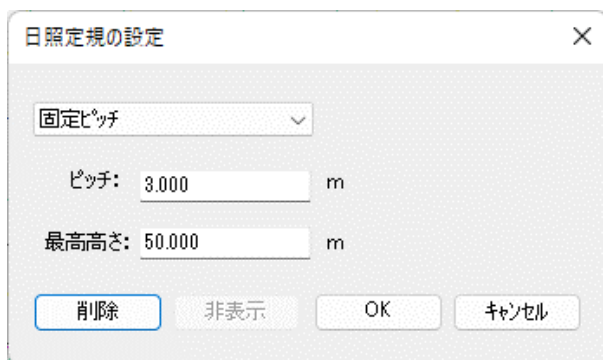 日照定規の設定
固定ﾋﾟｯﾁ
ピッチ: 3.000 m
最高高さ: 50.000 m
削除 非表示 OK ｷｬﾝｾﾙ